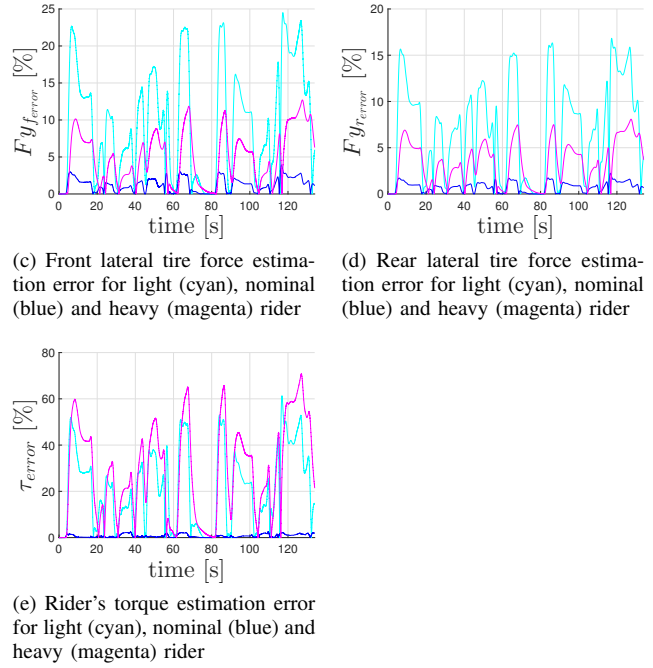 25
20
15
10
5
0
Fy_{f_{error}} [%]
0 20 40 60 80 100 120
time [s]
(c) Front lateral tire force estima-
tion error for light (cyan), nominal
(blue) and heavy (magenta) rider
20
15
10
5
0
Fy_{r_{error}} [%]
0 20 40 60 80 100 120
time [s]
(d) Rear lateral tire force estim-
ation error for light (cyan), nominal
(blue) and heavy (magenta) rider
80
60
40
20
0
τ_{error} [%]
0 20 40 60 80 100 120
time [s]
(e) Rider's torque estimation error
for light (cyan), nominal (blue) and
heavy (magenta) rider